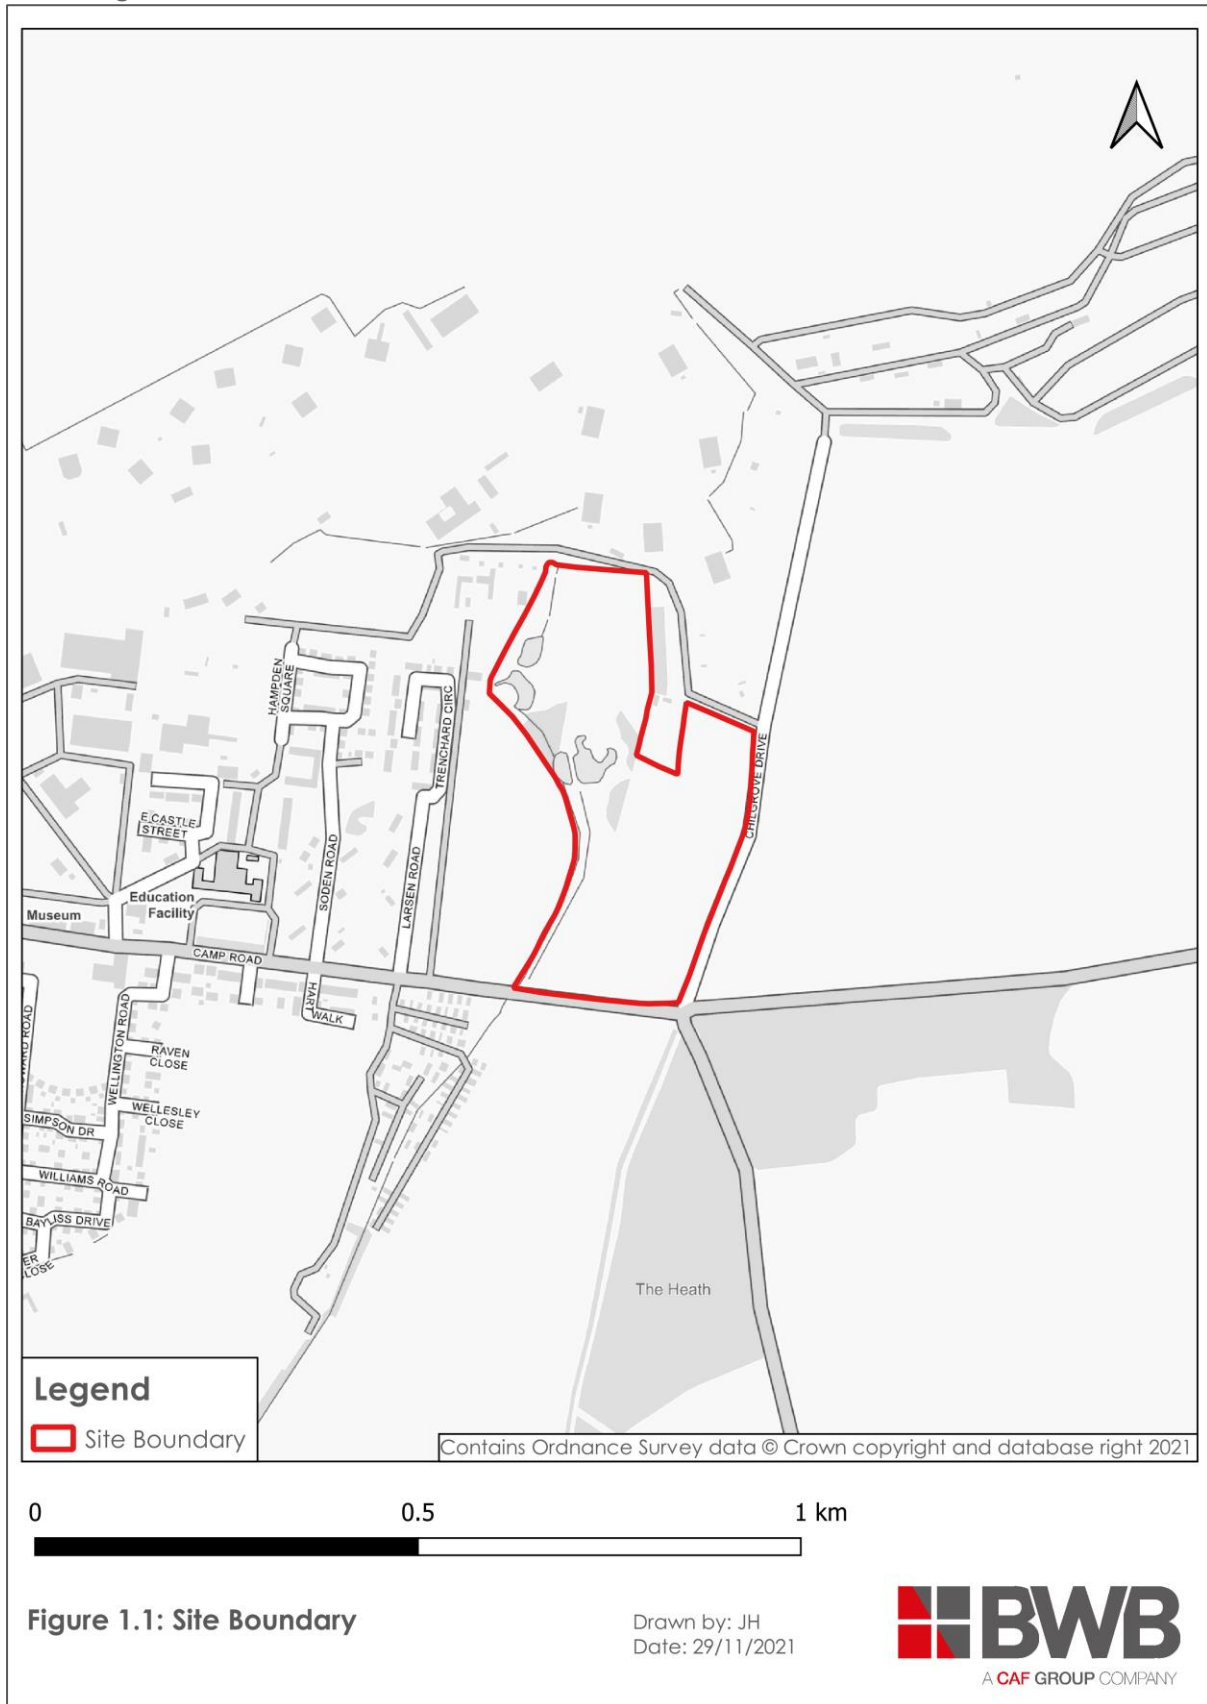 HAMPDEN
SQUARE
TRENCHARD CIRC
CHILGROVE DRIVE
E CASTLE
STREET
SODEN ROAD
LARSEN ROAD
Education
Facility
Museum
CAMP ROAD
HART
WALK
WELLINGTON ROAD
RAVEN
CLOSE
WELLESLEY
CLOSE
SIMPSON DR
WILLIAMS ROAD
BAYLISS DRIVE
The Heath
Legend
Site Boundary
Contains Ordnance Survey data © Crown copyright and database right 2021
0 0.5 1 km
Figure 1.1: Site Boundary
Drawn by: JH
Date: 29/11/2021
BWB
A CAF GROUP COMPANY